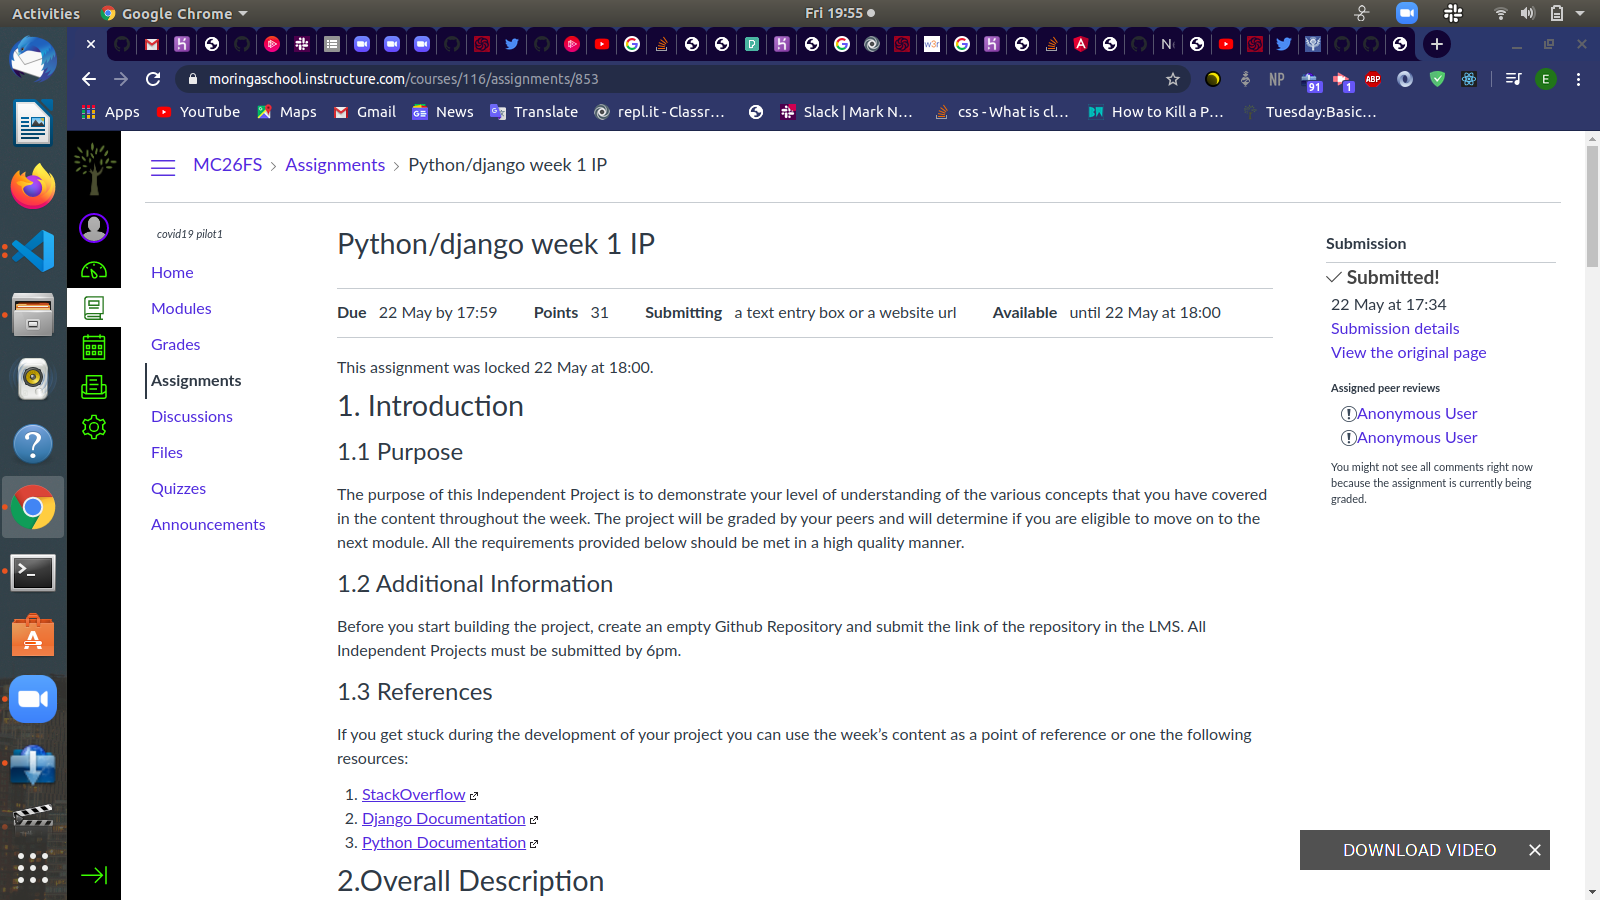 Activities
Google Chrome
Fri 19:55
moringaschool.instructure.com/courses/116/assignments/853
NP
91
1
ABP
E
Apps
YouTube
Maps
Gmail
News
Translate
repl.it - Classr...
Slack | Mark N...
css - What is cl...
How to Kill a P...
Tuesday:Basic...
MC26FS › Assignments › Python/django week 1 IP
covid19 pilot1
Home
Modules
Grades
Assignments
Discussions
Files
Quizzes
Announcements
Python/django week 1 IP
Due 22 May by 17:59 Points 31 Submitting a text entry box or a website url Available until 22 May at 18:00
This assignment was locked 22 May at 18:00.
1. Introduction
1.1 Purpose
The purpose of this Independent Project is to demonstrate your level of understanding of the various concepts that you have covered
in the content throughout the week. The project will be graded by your peers and will determine if you are eligible to move on to the
next module. All the requirements provided below should be met in a high quality manner.
1.2 Additional Information
Before you start building the project, create an empty Github Repository and submit the link of the repository in the LMS. All
Independent Projects must be submitted by 6pm.
1.3 References
If you get stuck during the development of your project you can use the week’s content as a point of reference or one the following
resources:
1. StackOverflow
2. Django Documentation
3. Python Documentation
2.Overall Description
Submission
Submitted!
22 May at 17:34
Submission details
View the original page
Assigned peer reviews
Anonymous User
Anonymous User
You might not see all comments right now
because the assignment is currently being
graded.
DOWNLOAD VIDEO